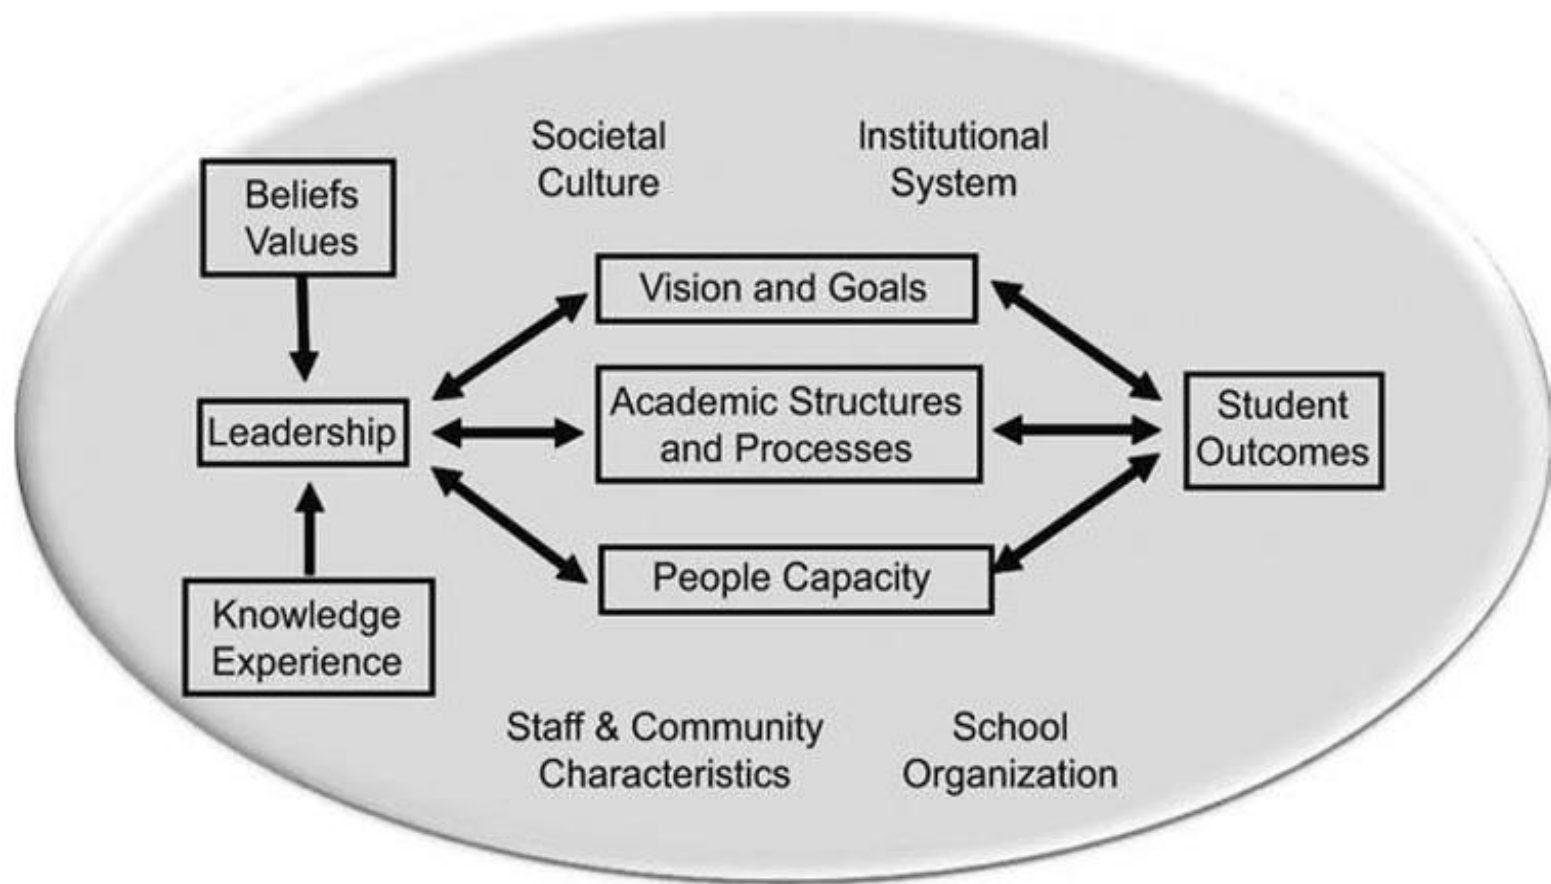 Societal
Culture
Institutional
System
Beliefs
Values
Vision and Goals
Academic Structures
and Processes
Leadership
Student
Outcomes
People Capacity
Knowledge
Experience
Staff & Community
Characteristics
School
Organization